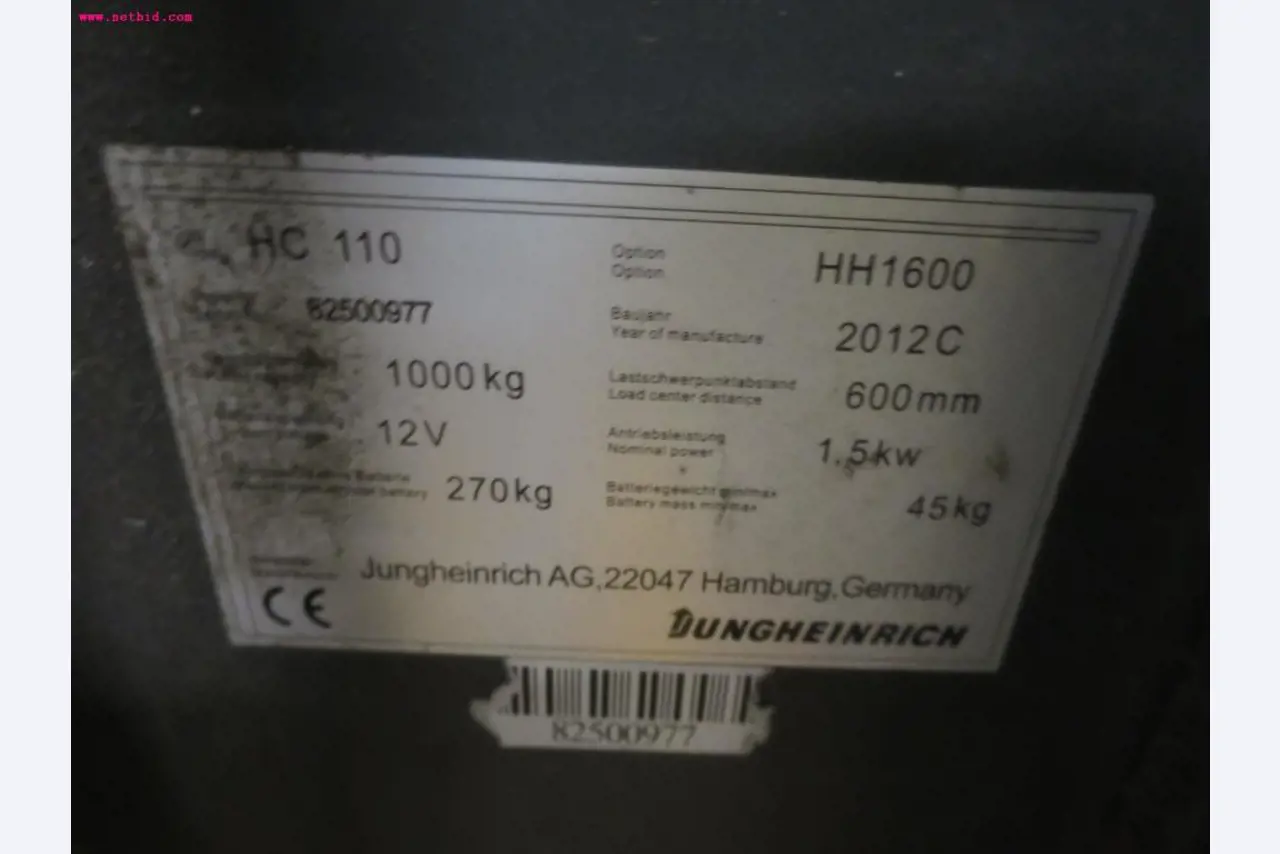 www.netbid.com
HC 110
Option
Option
HH1600
82500977
Baujahr
Year of manufacture
2012C
1000kg
Lastschwerpunktabstand
Load center distance
600mm
12V
Antriebsleistung
Nominal power
1,5kw
Batterie
battery
270kg
Batteriegewicht min/max
Battery mass min/max
45kg
Jungheinrich AG,22047 Hamburg,Germany
CE
JUNGHEINRICH
82500977